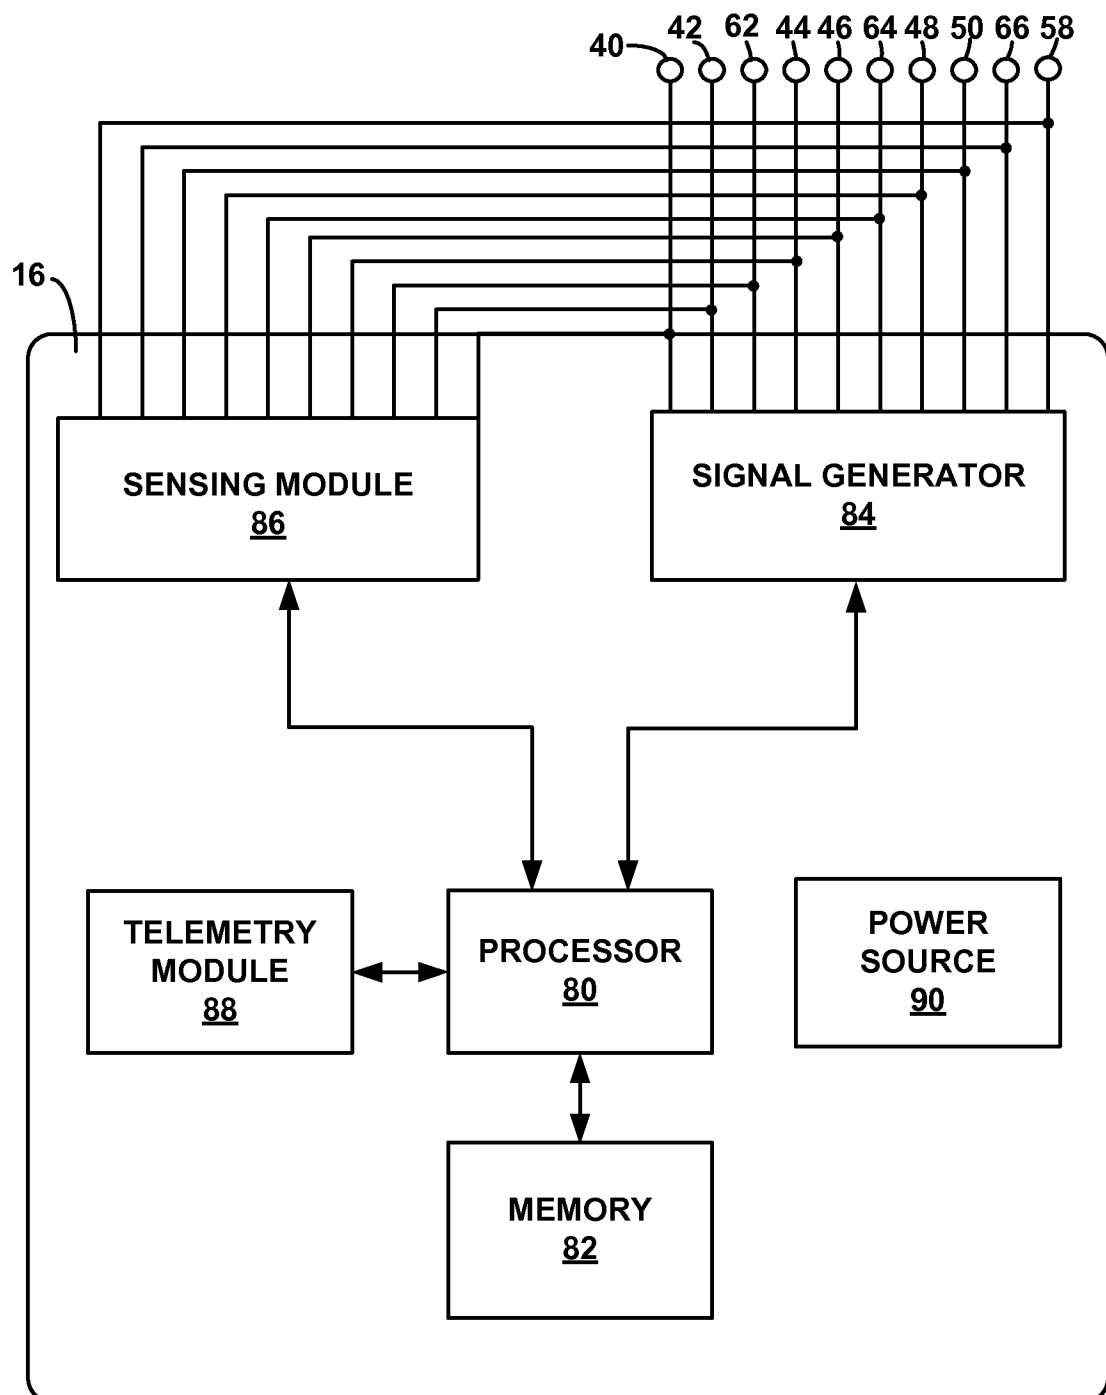 40 42 62 44 46 64 48 50 66 58
16
SENSING MODULE
86
SIGNAL GENERATOR
84
TELEMETRY
MODULE
88
PROCESSOR
80
POWER
SOURCE
90
MEMORY
82